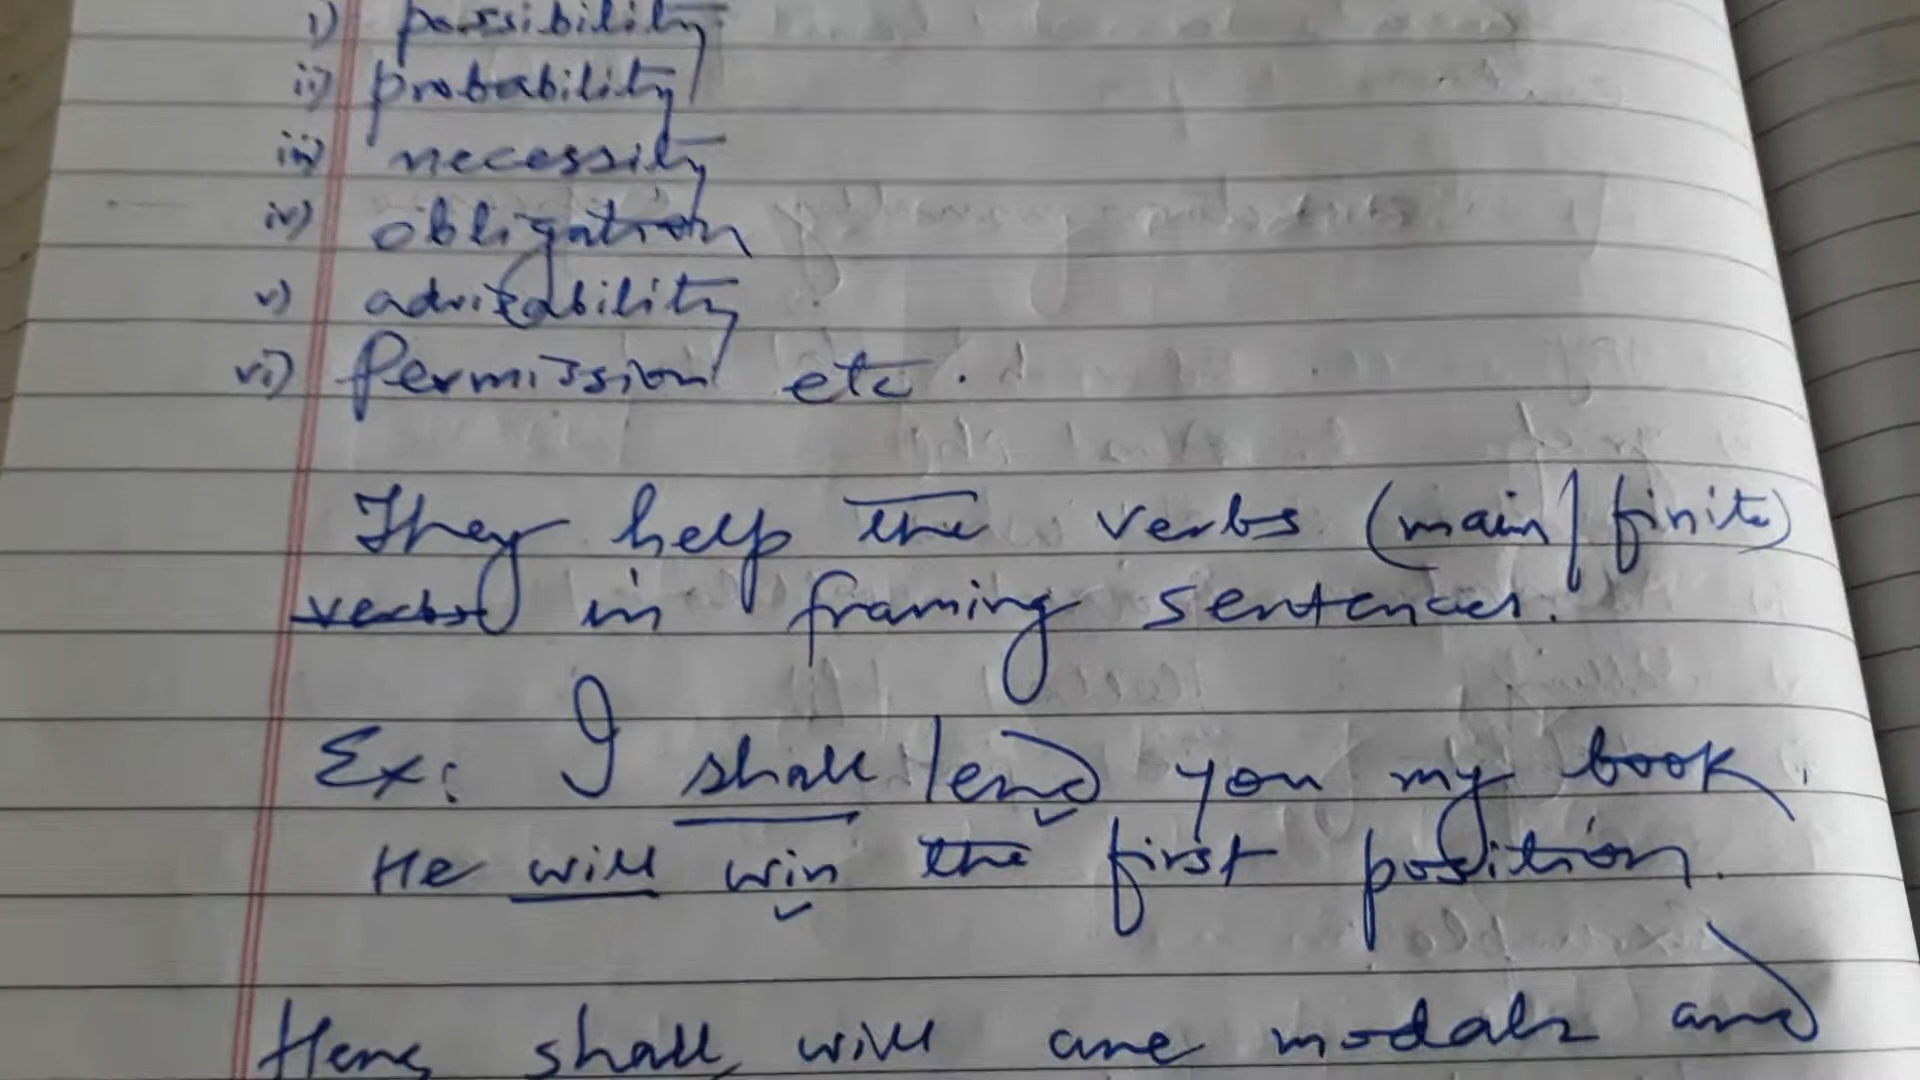 i) possibility
ii) probability
iii) necessity
iv) obligation
v) advisability
vi) Permission etc.
They help the verbs (main/finite)
verbs in framing sentences.
Ex: I shall lend you my book.
He will win the first position.
Here shall, will are modals and